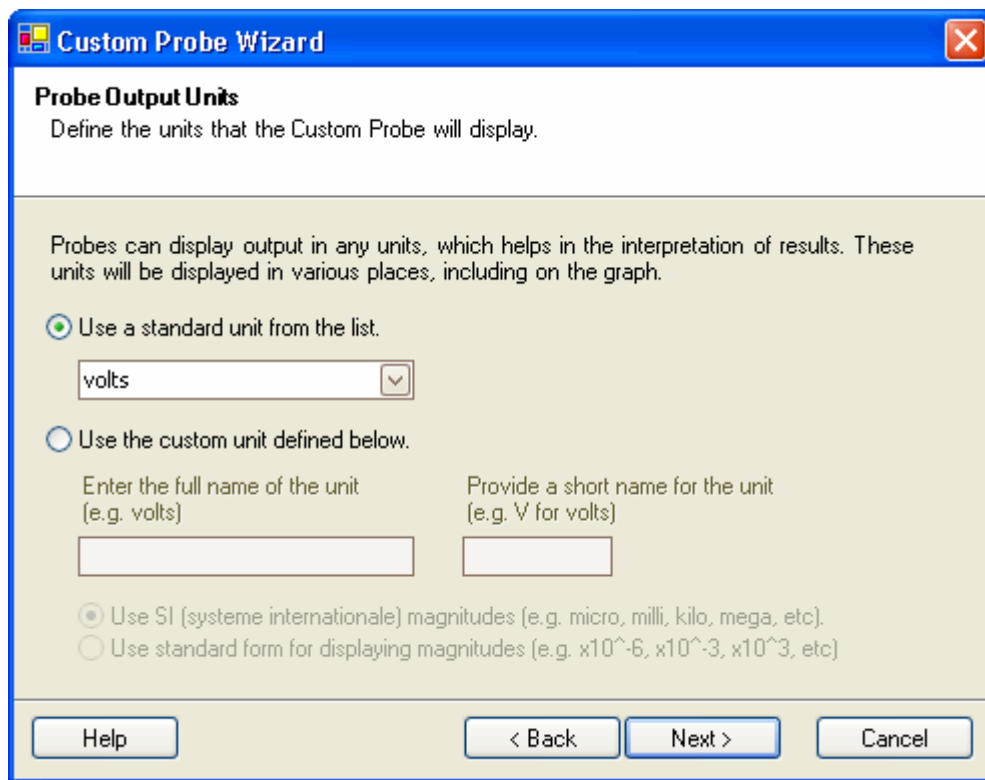 Custom Probe Wizard
Probe Output Units
Define the units that the Custom Probe will display.
Probes can display output in any units, which helps in the interpretation of results. These
units will be displayed in various places, including on the graph.
Use a standard unit from the list.
volts
Use the custom unit defined below.
Enter the full name of the unit
(e.g. volts)
Provide a short name for the unit
(e.g. V for volts)
Use SI (systeme internationale) magnitudes (e.g. micro, milli, kilo, mega, etc).
Use standard form for displaying magnitudes (e.g. x10^-6, x10^-3, x10^3, etc)
Help
< Back
Next >
Cancel